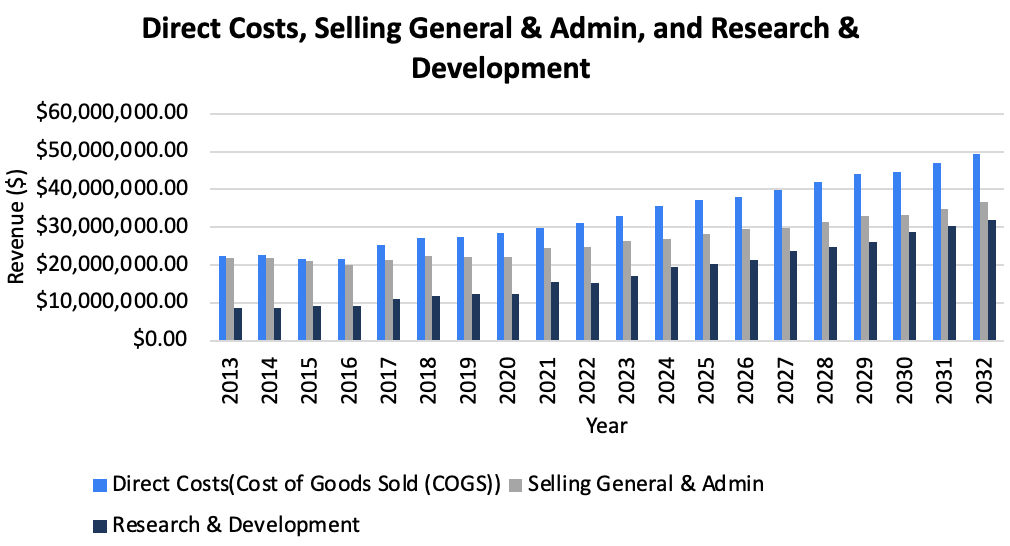 Direct Costs, Selling General & Admin, and Research &
Development
$60,000,000.00
$50,000,000.00
$40,000,000.00
$30,000,000.00
$20,000,000.00
$10,000,000.00
$0.00
Revenue ($)
2013 2014 2015 2016 2017 2018 2019 2020 2021 2022 2023 2024 2025 2026 2027 2028 2029 2030 2031 2032
Year
Direct Costs(Cost of Goods Sold (COGS)) Selling General & Admin
Research & Development